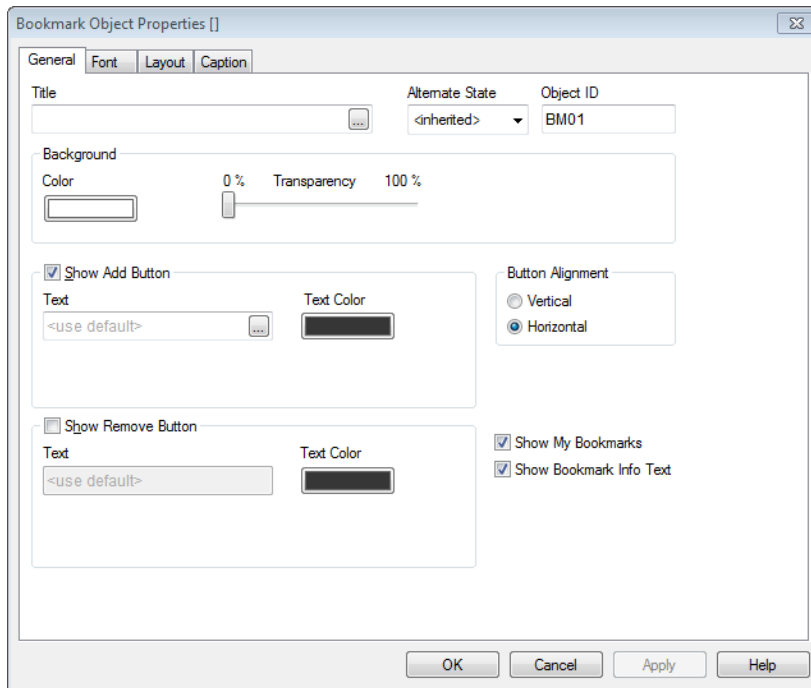 Bookmark Object Properties []
General Font Layout Caption
Title Alternate State Object ID
... <inherited> BM01
Background
Color 0 % Transparency 100 %
Show Add Button Button Alignment
Text Text Color Vertical
<use default> ... Horizontal
Show Remove Button
Text Text Color Show My Bookmarks
<use default> Show Bookmark Info Text
OK Cancel Apply Help